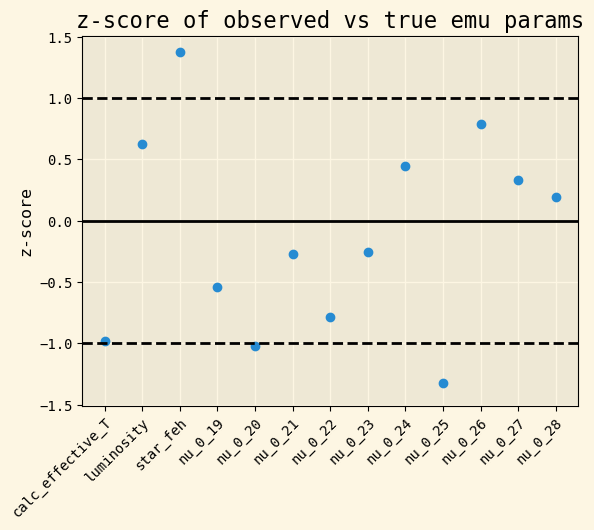 z-score of observed vs true emu params
z-score
1.5
1.0
0.5
0.0
−0.5
−1.0
−1.5
calc_effective_T
luminosity
star_feh
nu_0_19
nu_0_20
nu_0_21
nu_0_22
nu_0_23
nu_0_24
nu_0_25
nu_0_26
nu_0_27
nu_0_28